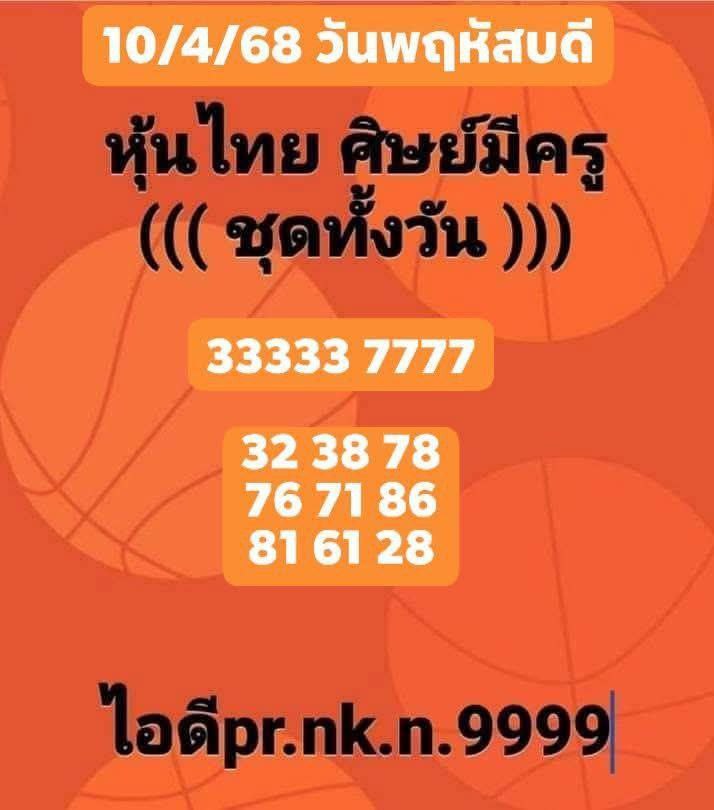 10/4/68 วันพฤหัสบดี
หุ้นไทย ศิษย์มีครู
((( ชุดทั้งวัน )))
33333 7777
32 38 78
76 71 86
81 61 28
ไอดีpr.nk.n.9999